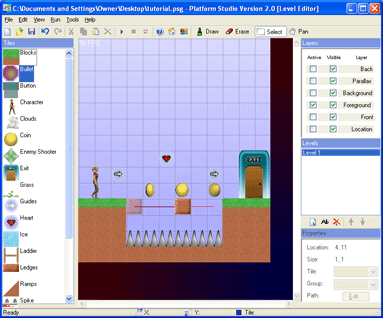 C:\Documents and Settings\Owner\Desktop\tutorial.png - Platform Studio Version 2.0 [Level Editor]
File Edit View Run Tools Help
Draw Erase Select Pan
Tiles
Blocks
Bullet
Button
Character
Clouds
Coin
Enemy Shooter
Exit
Grass
Guides
Heart
Ice
Ladder
Ledges
Ramps
Spike
EXIT
Layers
Active Visible Layer
Back
Parallax
Background
Foreground
Front
Location
Levels
Level 1
Ab
Properties
Location: 4, 11
Size: 1, 1
Tile:
Group:
Path: Edit...
Ready
X: Y: Tile: